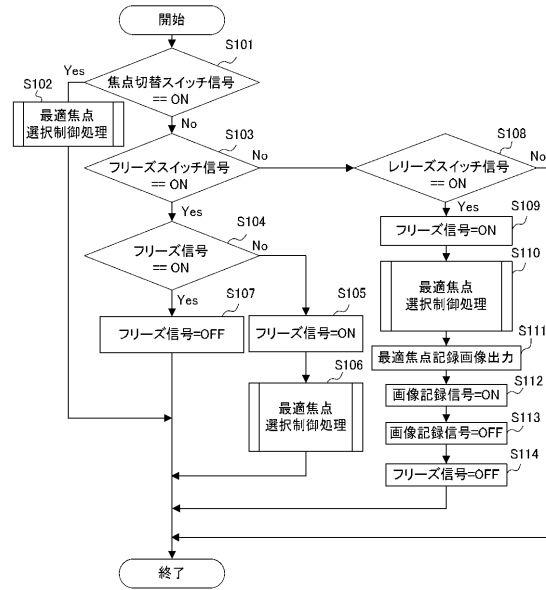 開始
S101
焦点切替スイッチ信号
== ON
Yes
No
S102
最適焦点
選択制御処理
S103
フリーズスイッチ信号
== ON
No
Yes
S108
レリーズスイッチ信号
== ON
No
Yes
S104
フリーズ信号
== ON
No
Yes
S109
フリーズ信号=ON
S110
最適焦点
選択制御処理
S107
フリーズ信号=OFF
S105
フリーズ信号=ON
S111
最適焦点記録画像出力
S106
最適焦点
選択制御処理
S112
画像記録信号=ON
S113
画像記録信号=OFF
S114
フリーズ信号=OFF
終了